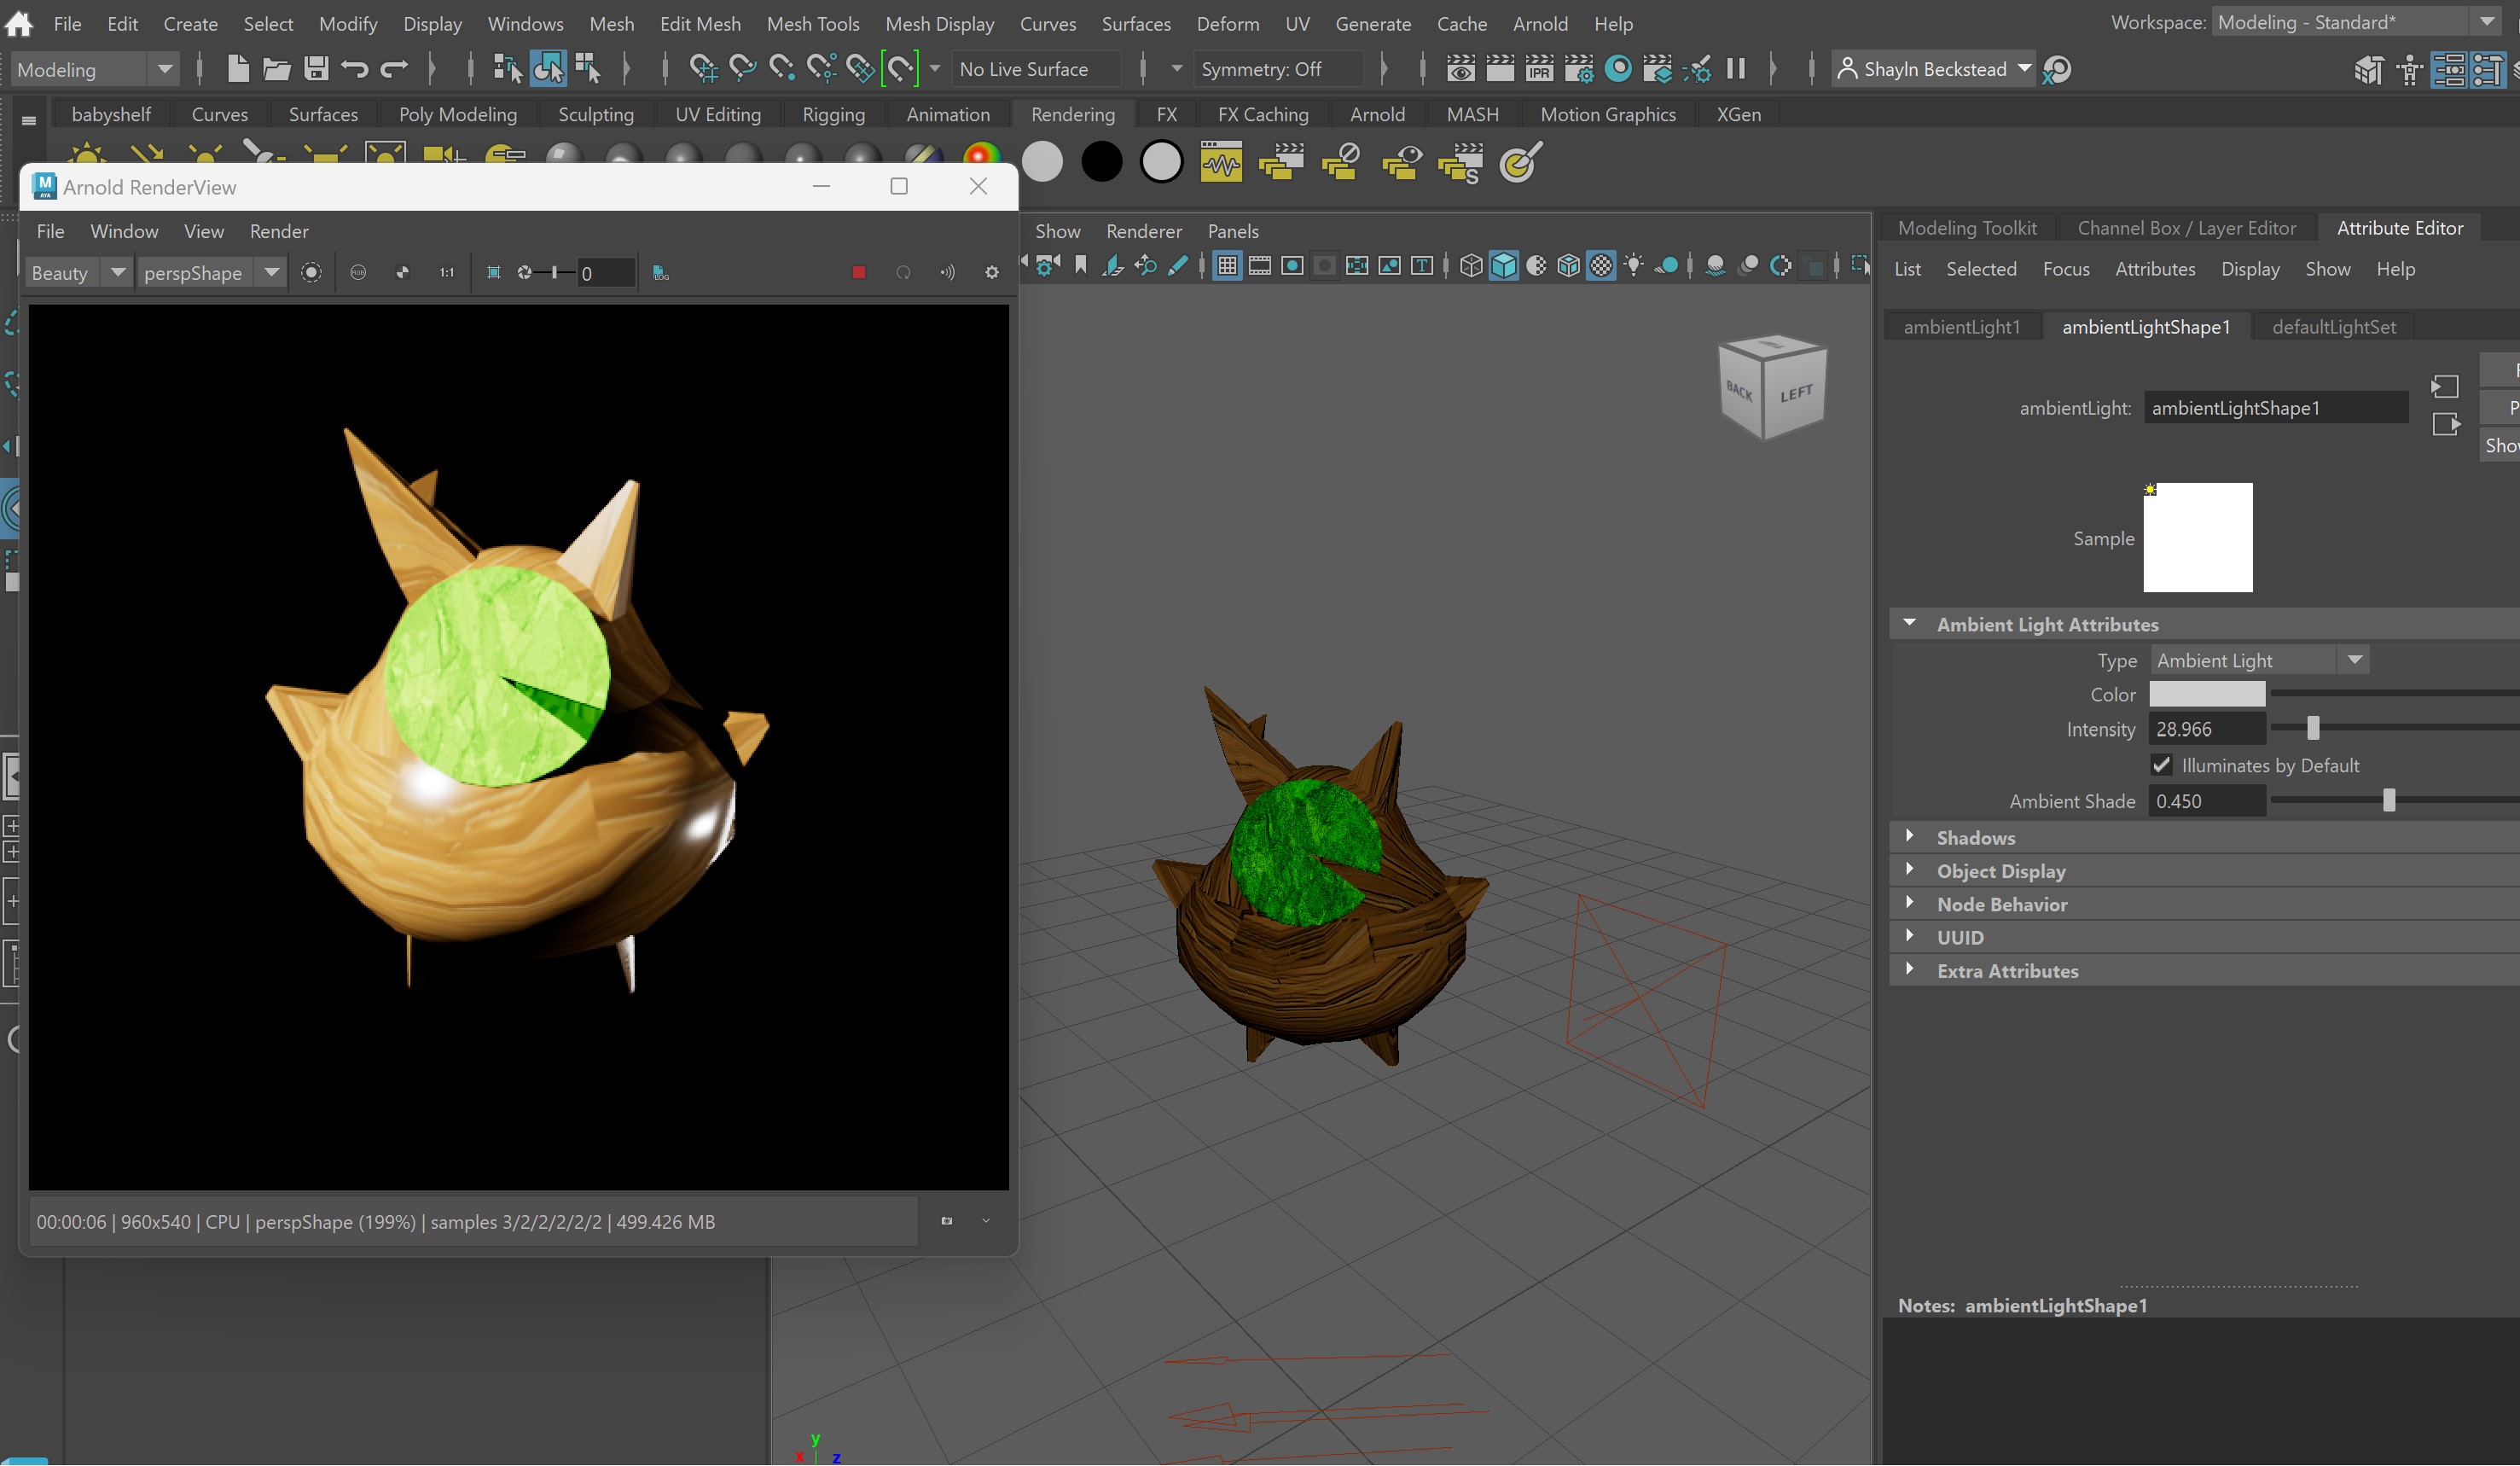 File Edit Create Select Modify Display Windows Mesh Edit Mesh Mesh Tools Mesh Display Curves Surfaces Deform UV Generate Cache Arnold Help Workspace: Modeling - Standard*
Modeling No Live Surface Symmetry: Off IPR Shayln Beckstead
babyshelf Curves Surfaces Poly Modeling Sculpting UV Editing Rigging Animation Rendering FX FX Caching Arnold MASH Motion Graphics XGen
Arnold RenderView
File Window View Render
Beauty perspShape 1:1 0
Show Renderer Panels
BACK LEFT
00:00:06 | 960x540 | CPU | perspShape (199%) | samples 3/2/2/2/2/2 | 499.426 MB
y
x z
Modeling Toolkit Channel Box / Layer Editor Attribute Editor
List Selected Focus Attributes Display Show Help
ambientLight1 ambientLightShape1 defaultLightSet
ambientLight: ambientLightShape1
Sample
Ambient Light Attributes
Type Ambient Light
Color
Intensity 28.966
Illuminates by Default
Ambient Shade 0.450
Shadows
Object Display
Node Behavior
UUID
Extra Attributes
Notes: ambientLightShape1